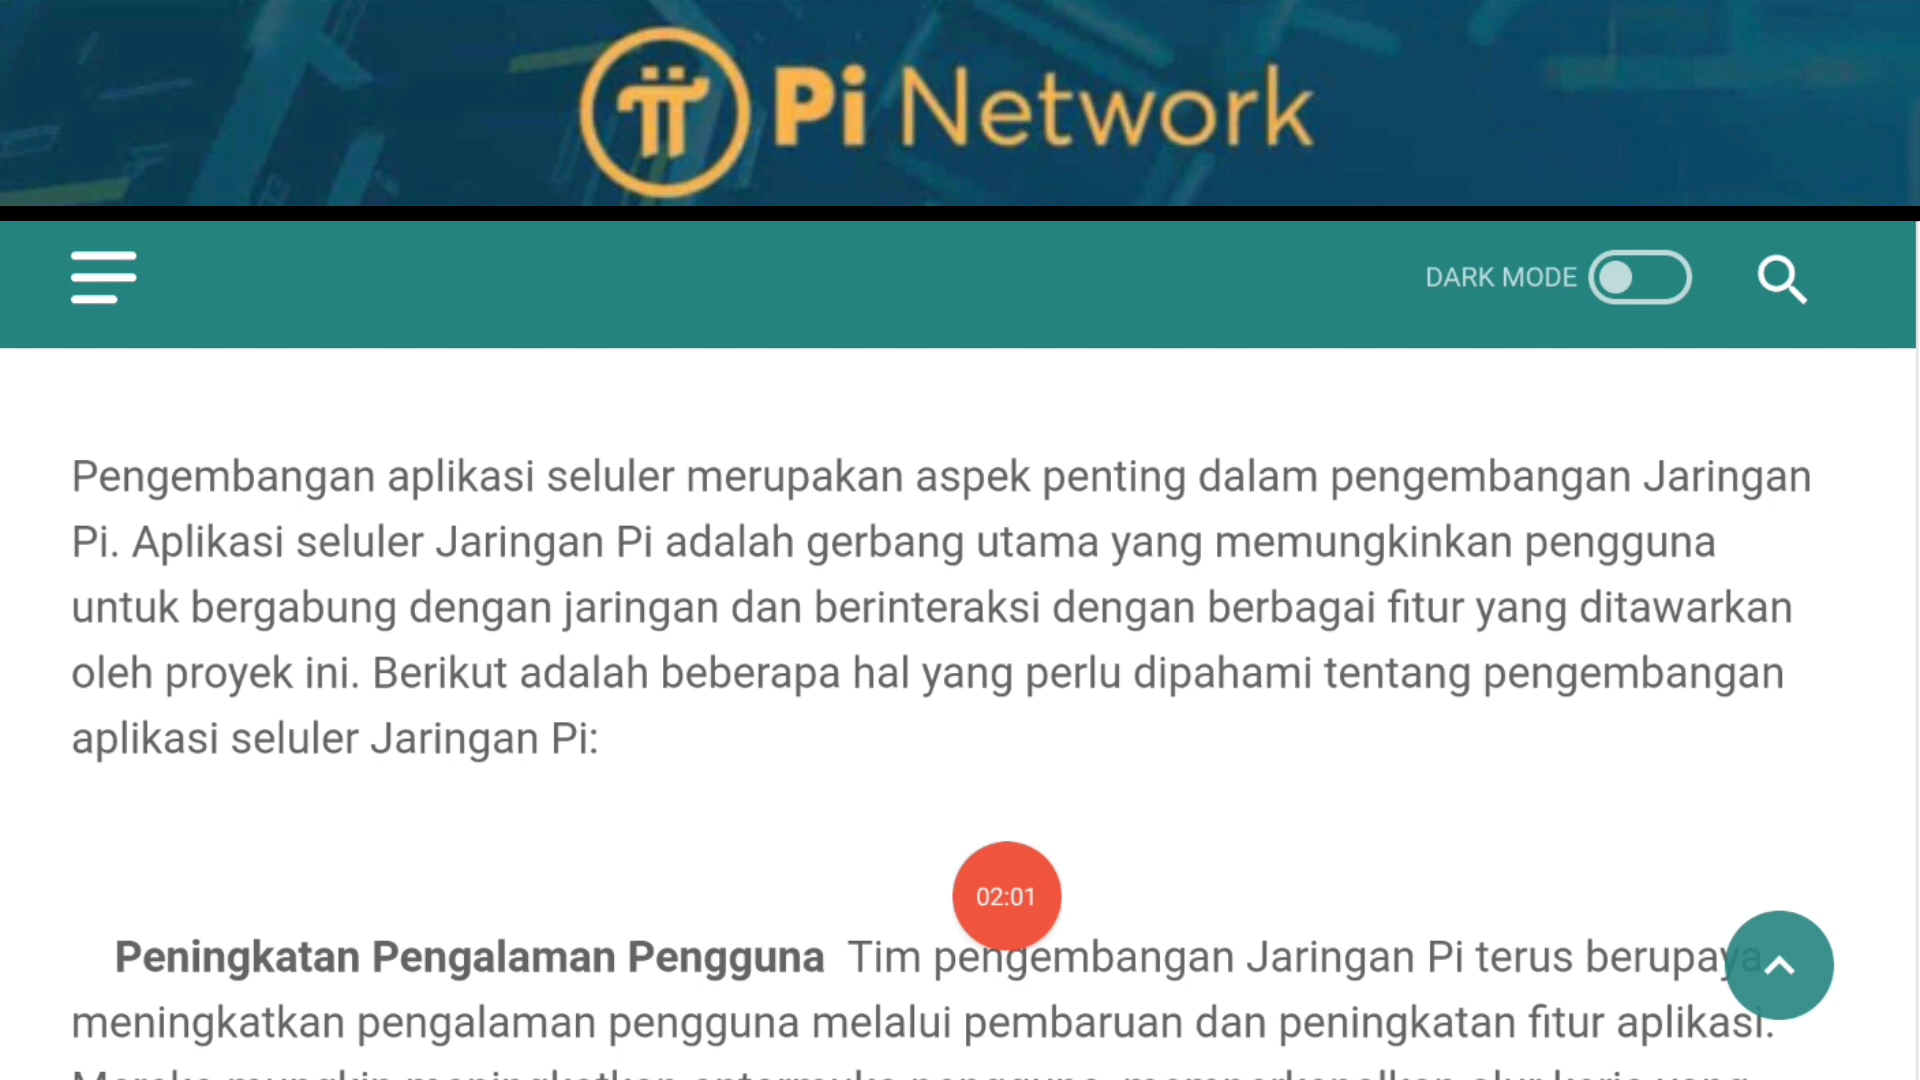 Pi Network
DARK MODE
Pengembangan aplikasi seluler merupakan aspek penting dalam pengembangan Jaringan
Pi. Aplikasi seluler Jaringan Pi adalah gerbang utama yang memungkinkan pengguna
untuk bergabung dengan jaringan dan berinteraksi dengan berbagai fitur yang ditawarkan
oleh proyek ini. Berikut adalah beberapa hal yang perlu dipahami tentang pengembangan
aplikasi seluler Jaringan Pi:
02:01
Peningkatan Pengalaman Pengguna Tim pengembangan Jaringan Pi terus berupaya
meningkatkan pengalaman pengguna melalui pembaruan dan peningkatan fitur aplikasi.